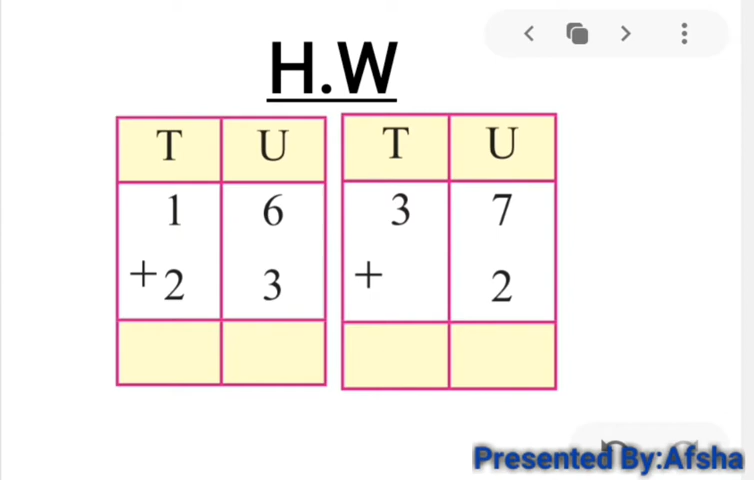 H.W
T U T U
1 6 3 7
+2 3 + 2
Presented By:Afsha